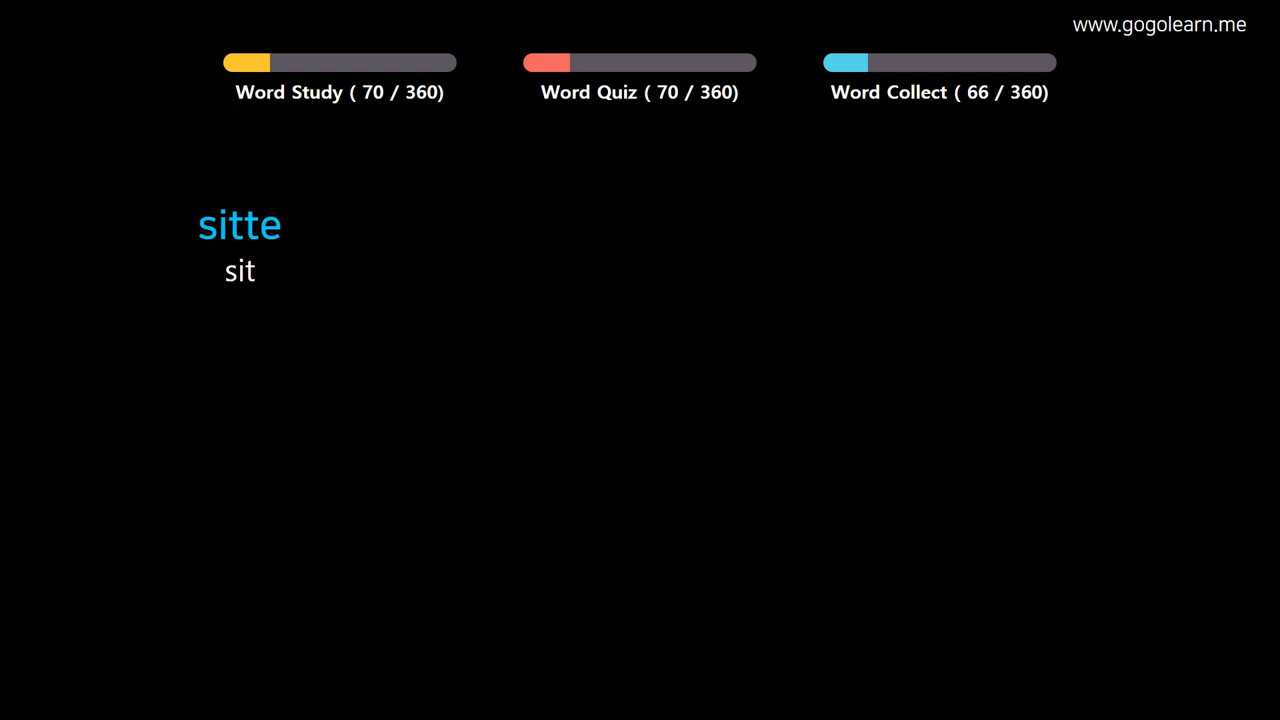 www.gogolearn.me
Word Study ( 70 / 360)
Word Quiz ( 70 / 360)
Word Collect ( 66 / 360)
sitte
sit